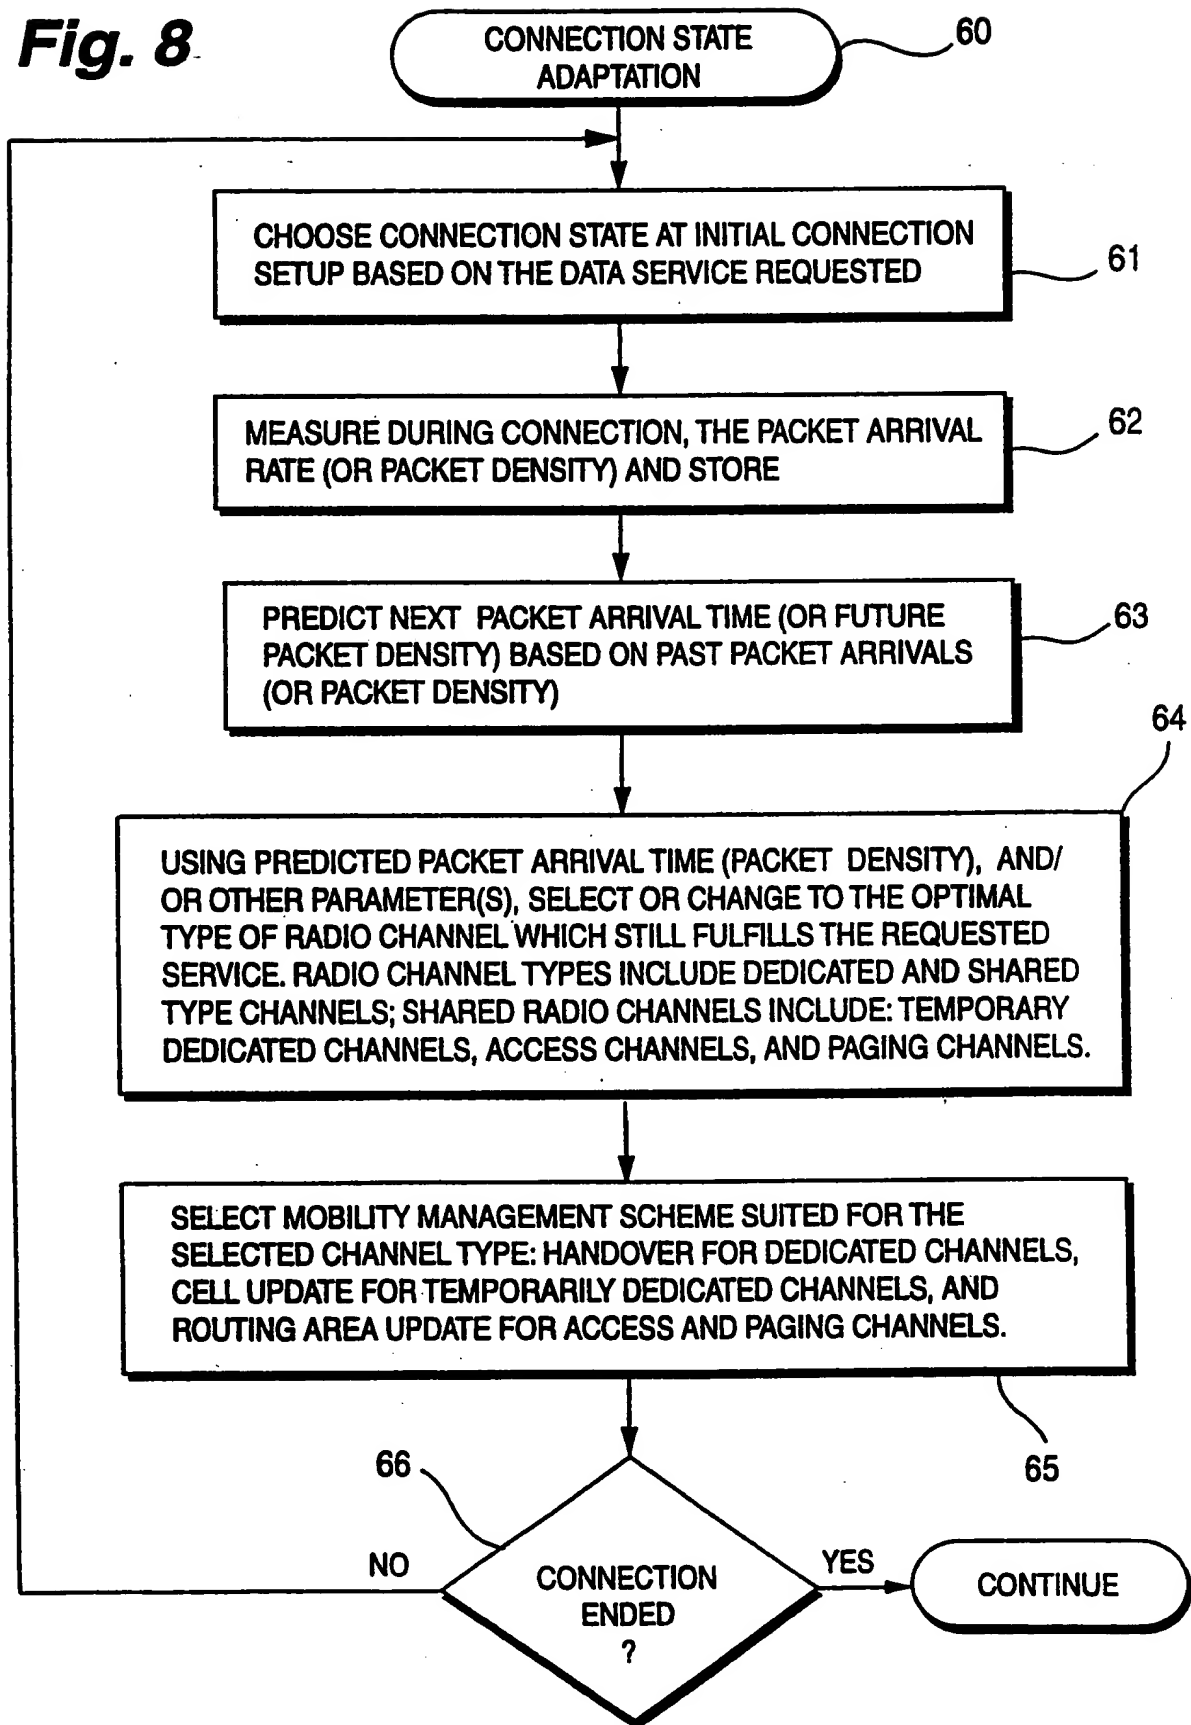 Fig. 8
CONNECTION STATE
ADAPTATION
60
CHOOSE CONNECTION STATE AT INITIAL CONNECTION
SETUP BASED ON THE DATA SERVICE REQUESTED
61
MEASURE DURING CONNECTION, THE PACKET ARRIVAL
RATE (OR PACKET DENSITY) AND STORE
62
PREDICT NEXT PACKET ARRIVAL TIME (OR FUTURE
PACKET DENSITY) BASED ON PAST PACKET ARRIVALS
(OR PACKET DENSITY)
63
64
USING PREDICTED PACKET ARRIVAL TIME (PACKET DENSITY), AND/
OR OTHER PARAMETER(S), SELECT OR CHANGE TO THE OPTIMAL
TYPE OF RADIO CHANNEL WHICH STILL FULFILLS THE REQUESTED
SERVICE. RADIO CHANNEL TYPES INCLUDE DEDICATED AND SHARED
TYPE CHANNELS; SHARED RADIO CHANNELS INCLUDE: TEMPORARY
DEDICATED CHANNELS, ACCESS CHANNELS, AND PAGING CHANNELS.
SELECT MOBILITY MANAGEMENT SCHEME SUITED FOR THE
SELECTED CHANNEL TYPE: HANDOVER FOR DEDICATED CHANNELS,
CELL UPDATE FOR TEMPORARILY DEDICATED CHANNELS, AND
ROUTING AREA UPDATE FOR ACCESS AND PAGING CHANNELS.
65
66
NO
CONNECTION
ENDED
?
YES
CONTINUE